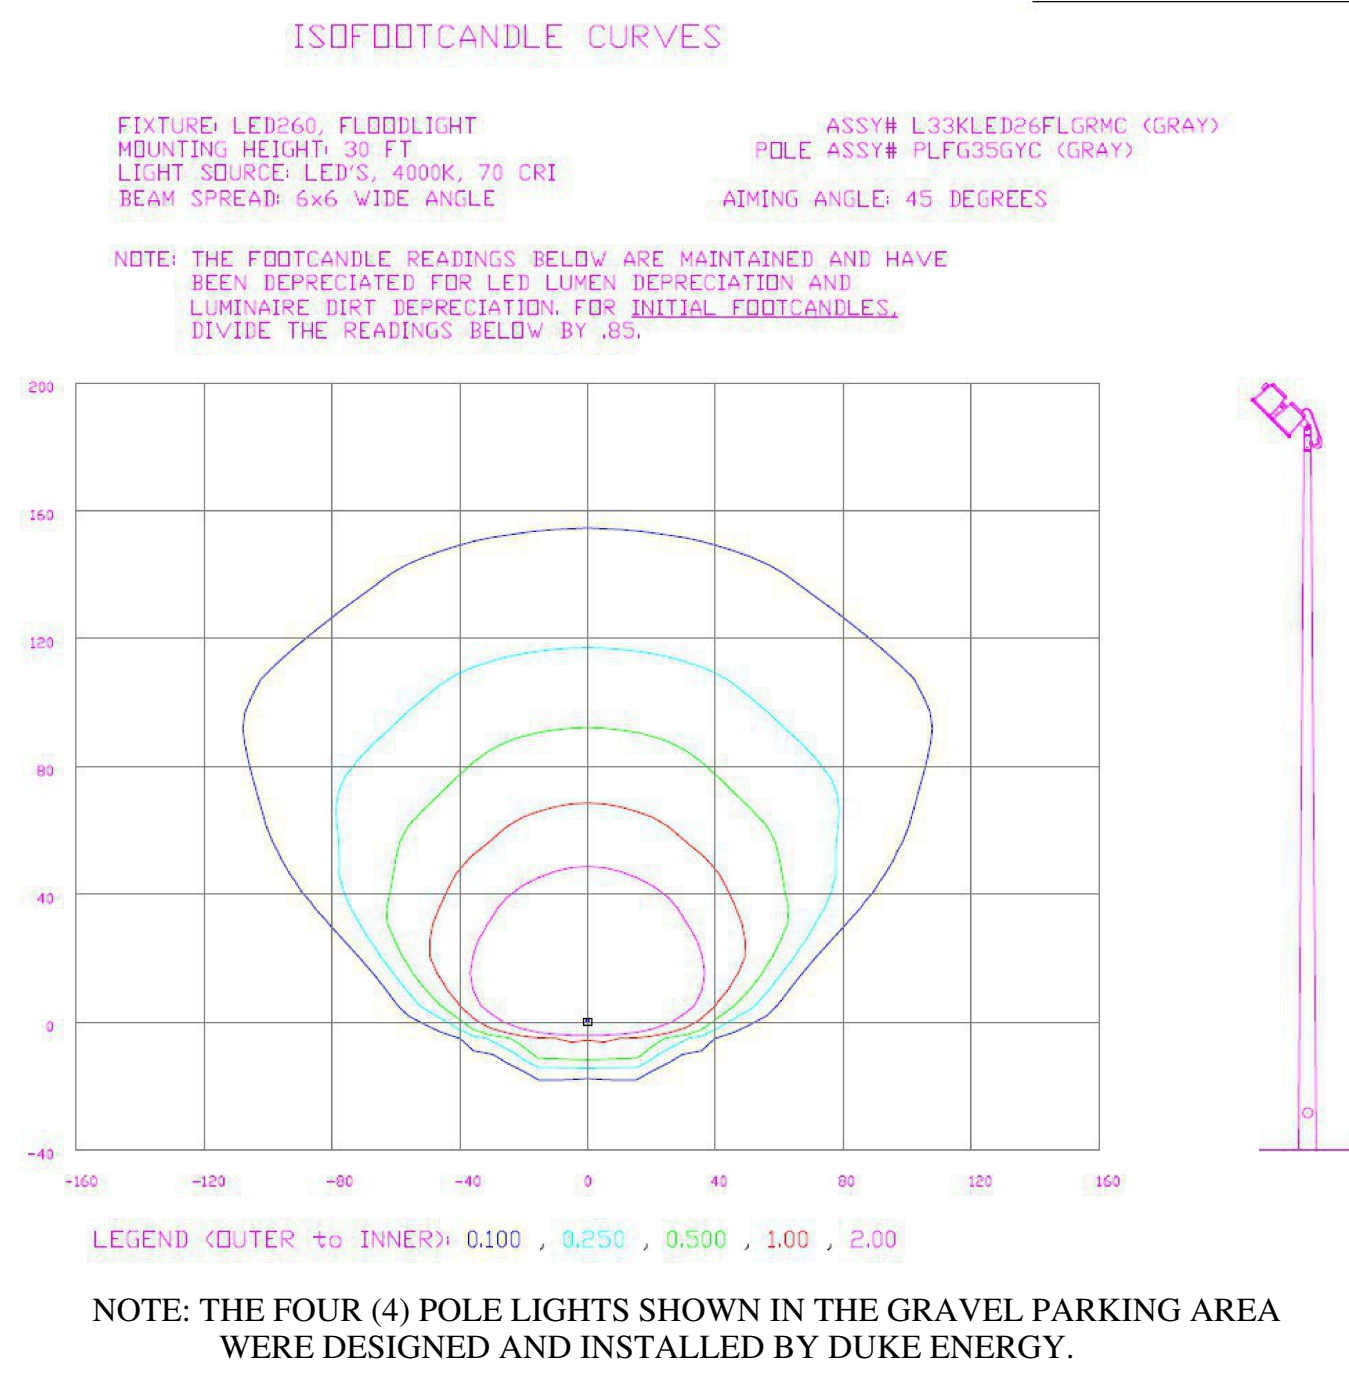 ISOFOOTCANDLE CURVES
FIXTURE: LED260, FLOODLIGHT
MOUNTING HEIGHT: 30 FT
LIGHT SOURCE: LED'S, 4000K, 70 CRI
BEAM SPREAD: 6x6 WIDE ANGLE
ASSY# L33KLED26FLGRMC (GRAY)
POLE ASSY# PLFG35GYC (GRAY)
AIMING ANGLE: 45 DEGREES
NOTE: THE FOOTCANDLE READINGS BELOW ARE MAINTAINED AND HAVE
BEEN DEPRECIATED FOR LED LUMEN DEPRECIATION AND
LUMINAIRE DIRT DEPRECIATION. FOR INITIAL FOOTCANDLES,
DIVIDE THE READINGS BELOW BY .85.
200
160
120
80
40
0
-40
-160 -120 -80 -40 0 40 80 120 160
LEGEND (OUTER to INNER): 0.100 , 0.250 , 0.500 , 1.00 , 2.00
NOTE: THE FOUR (4) POLE LIGHTS SHOWN IN THE GRAVEL PARKING AREA
WERE DESIGNED AND INSTALLED BY DUKE ENERGY.